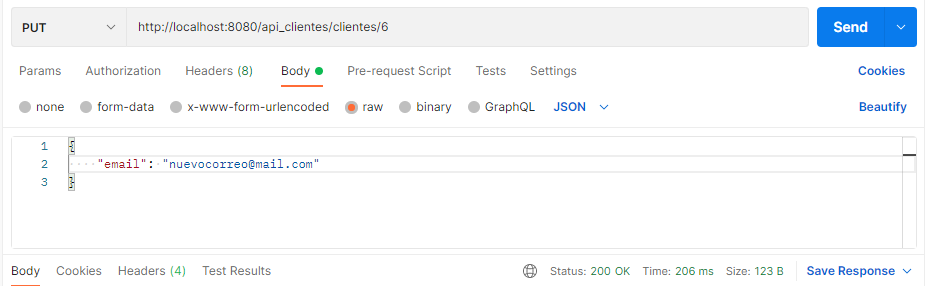 PUT http://localhost:8080/api_clientes/clientes/6 Send
Params Authorization Headers (8) Body Pre-request Script Tests Settings Cookies
none form-data x-www-form-urlencoded raw binary GraphQL JSON Beautify
1 {
2 "email": "nuevocorreo@mail.com"
3 }
Body Cookies Headers (4) Test Results Status: 200 OK Time: 206 ms Size: 123 B Save Response